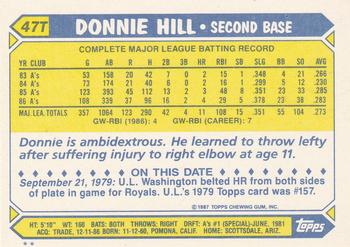 47T DONNIE HILL • SECOND BASE
COMPLETE MAJOR LEAGUE BATTING RECORD
YR CLUB G AB R H 2B 3B HR RBI SB SLG BB SO AVG
83 A's 53 158 20 42 7 0 2 15 1 .348 4 21 .266
84 A's 73 174 21 40 6 0 2 16 1 .299 5 12 .230
85 A's 123 393 45 112 13 2 3 48 9 .351 23 33 .285
86 A's 108 339 37 96 16 2 4 29 5 .378 23 38 .283
MAJ. LEA. TOTALS 357 1064 123 290 42 4 11 108 16 .351 55 104 .273
GW-RBI (1986): 4 GW-RBI (CAREER): 7
Donnie is ambidextrous. He learned to throw lefty
after suffering injury to right elbow at age 11.
• ON THIS DATE •
September 21, 1979: U.L. Washington belted HR from both sides
of plate in game for Royals. U.L.'s 1979 Topps card was #157.
© 1987 TOPPS CHEWING GUM, INC.
HT: 5'10" WT: 160 BATS: BOTH THROWS: RIGHT DRFT: A'S #1 (SPECIAL)-JUNE, 1981
ACQ: TRADE, 12-11-86 BORN: 11-12-60, POMONA, CALIF. HOME: SCOTTSDALE, ARIZ.
Topps
**